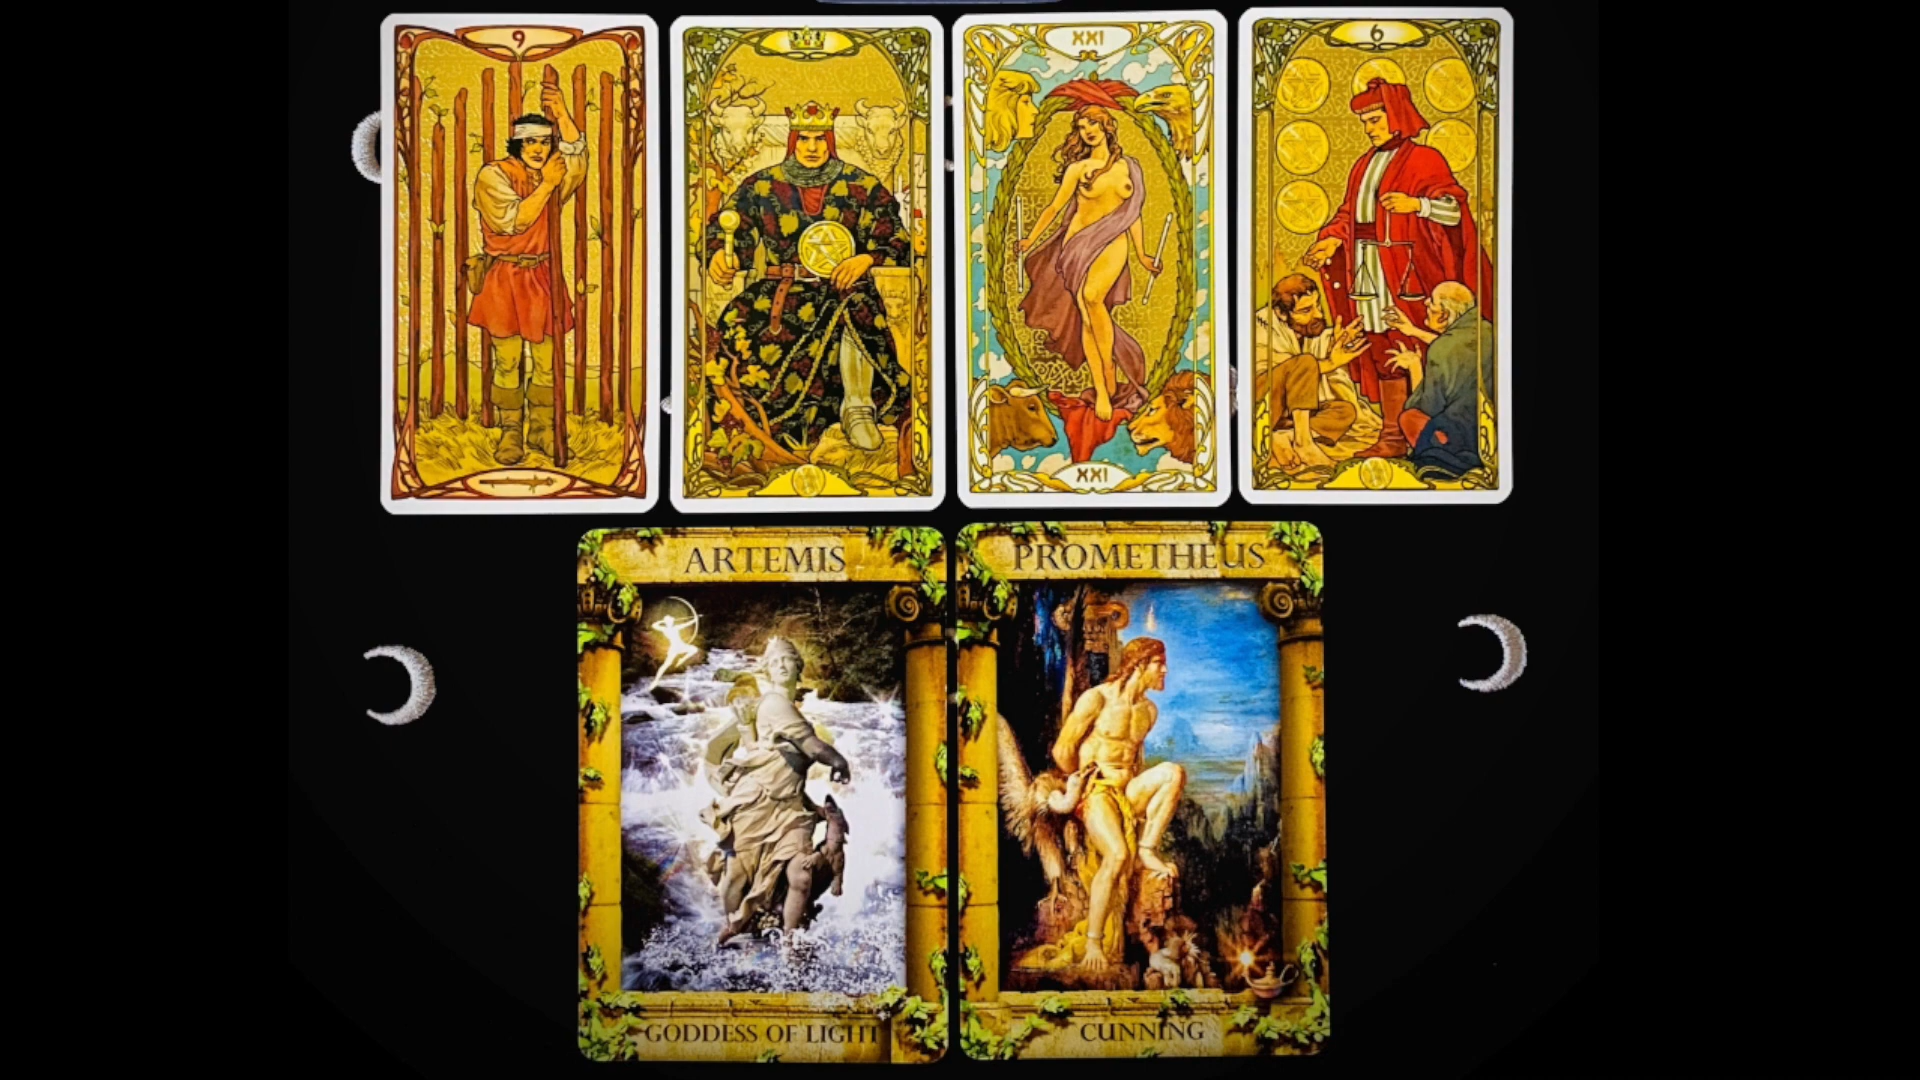 9
XXI
6
XXI
ARTEMIS
PROMETHEUS
GODDESS OF LIGHT
CUNNING